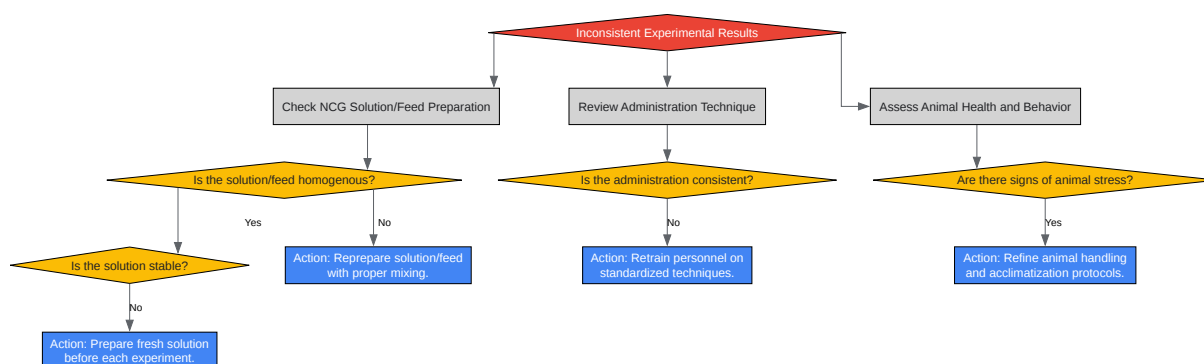 Inconsistent Experimental Results
Check NCG Solution/Feed Preparation
Review Administration Technique
Assess Animal Health and Behavior
Is the solution/feed homogenous?
Is the administration consistent?
Are there signs of animal stress?
Yes
No
No
Yes
Is the solution stable?
Action: Reprepare solution/feed
with proper mixing.
Action: Retrain personnel on
standardized techniques.
Action: Refine animal handling
and acclimatization protocols.
No
Action: Prepare fresh solution
before each experiment.